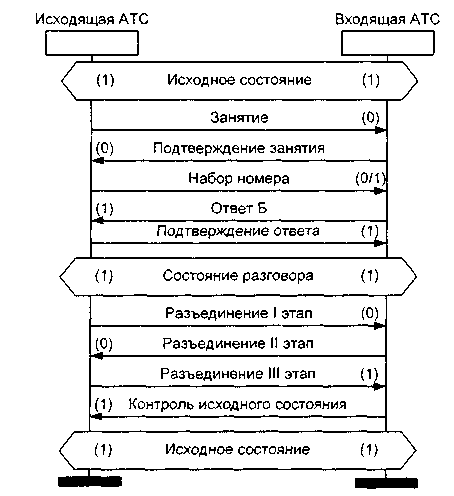 Исходящая АТС Входящая АТС
(1) Исходное состояние (1)
Занятие (0)
(0) Подтверждение занятия
Набор номера (0/1)
(1) Ответ Б
Подтверждение ответа (1)
(1) Состояние разговора (1)
Разъединение I этап (0)
(0) Разъединение II этап
Разъединение III этап (1)
(1) Контроль исходного состояния
(1) Исходное состояние (1)